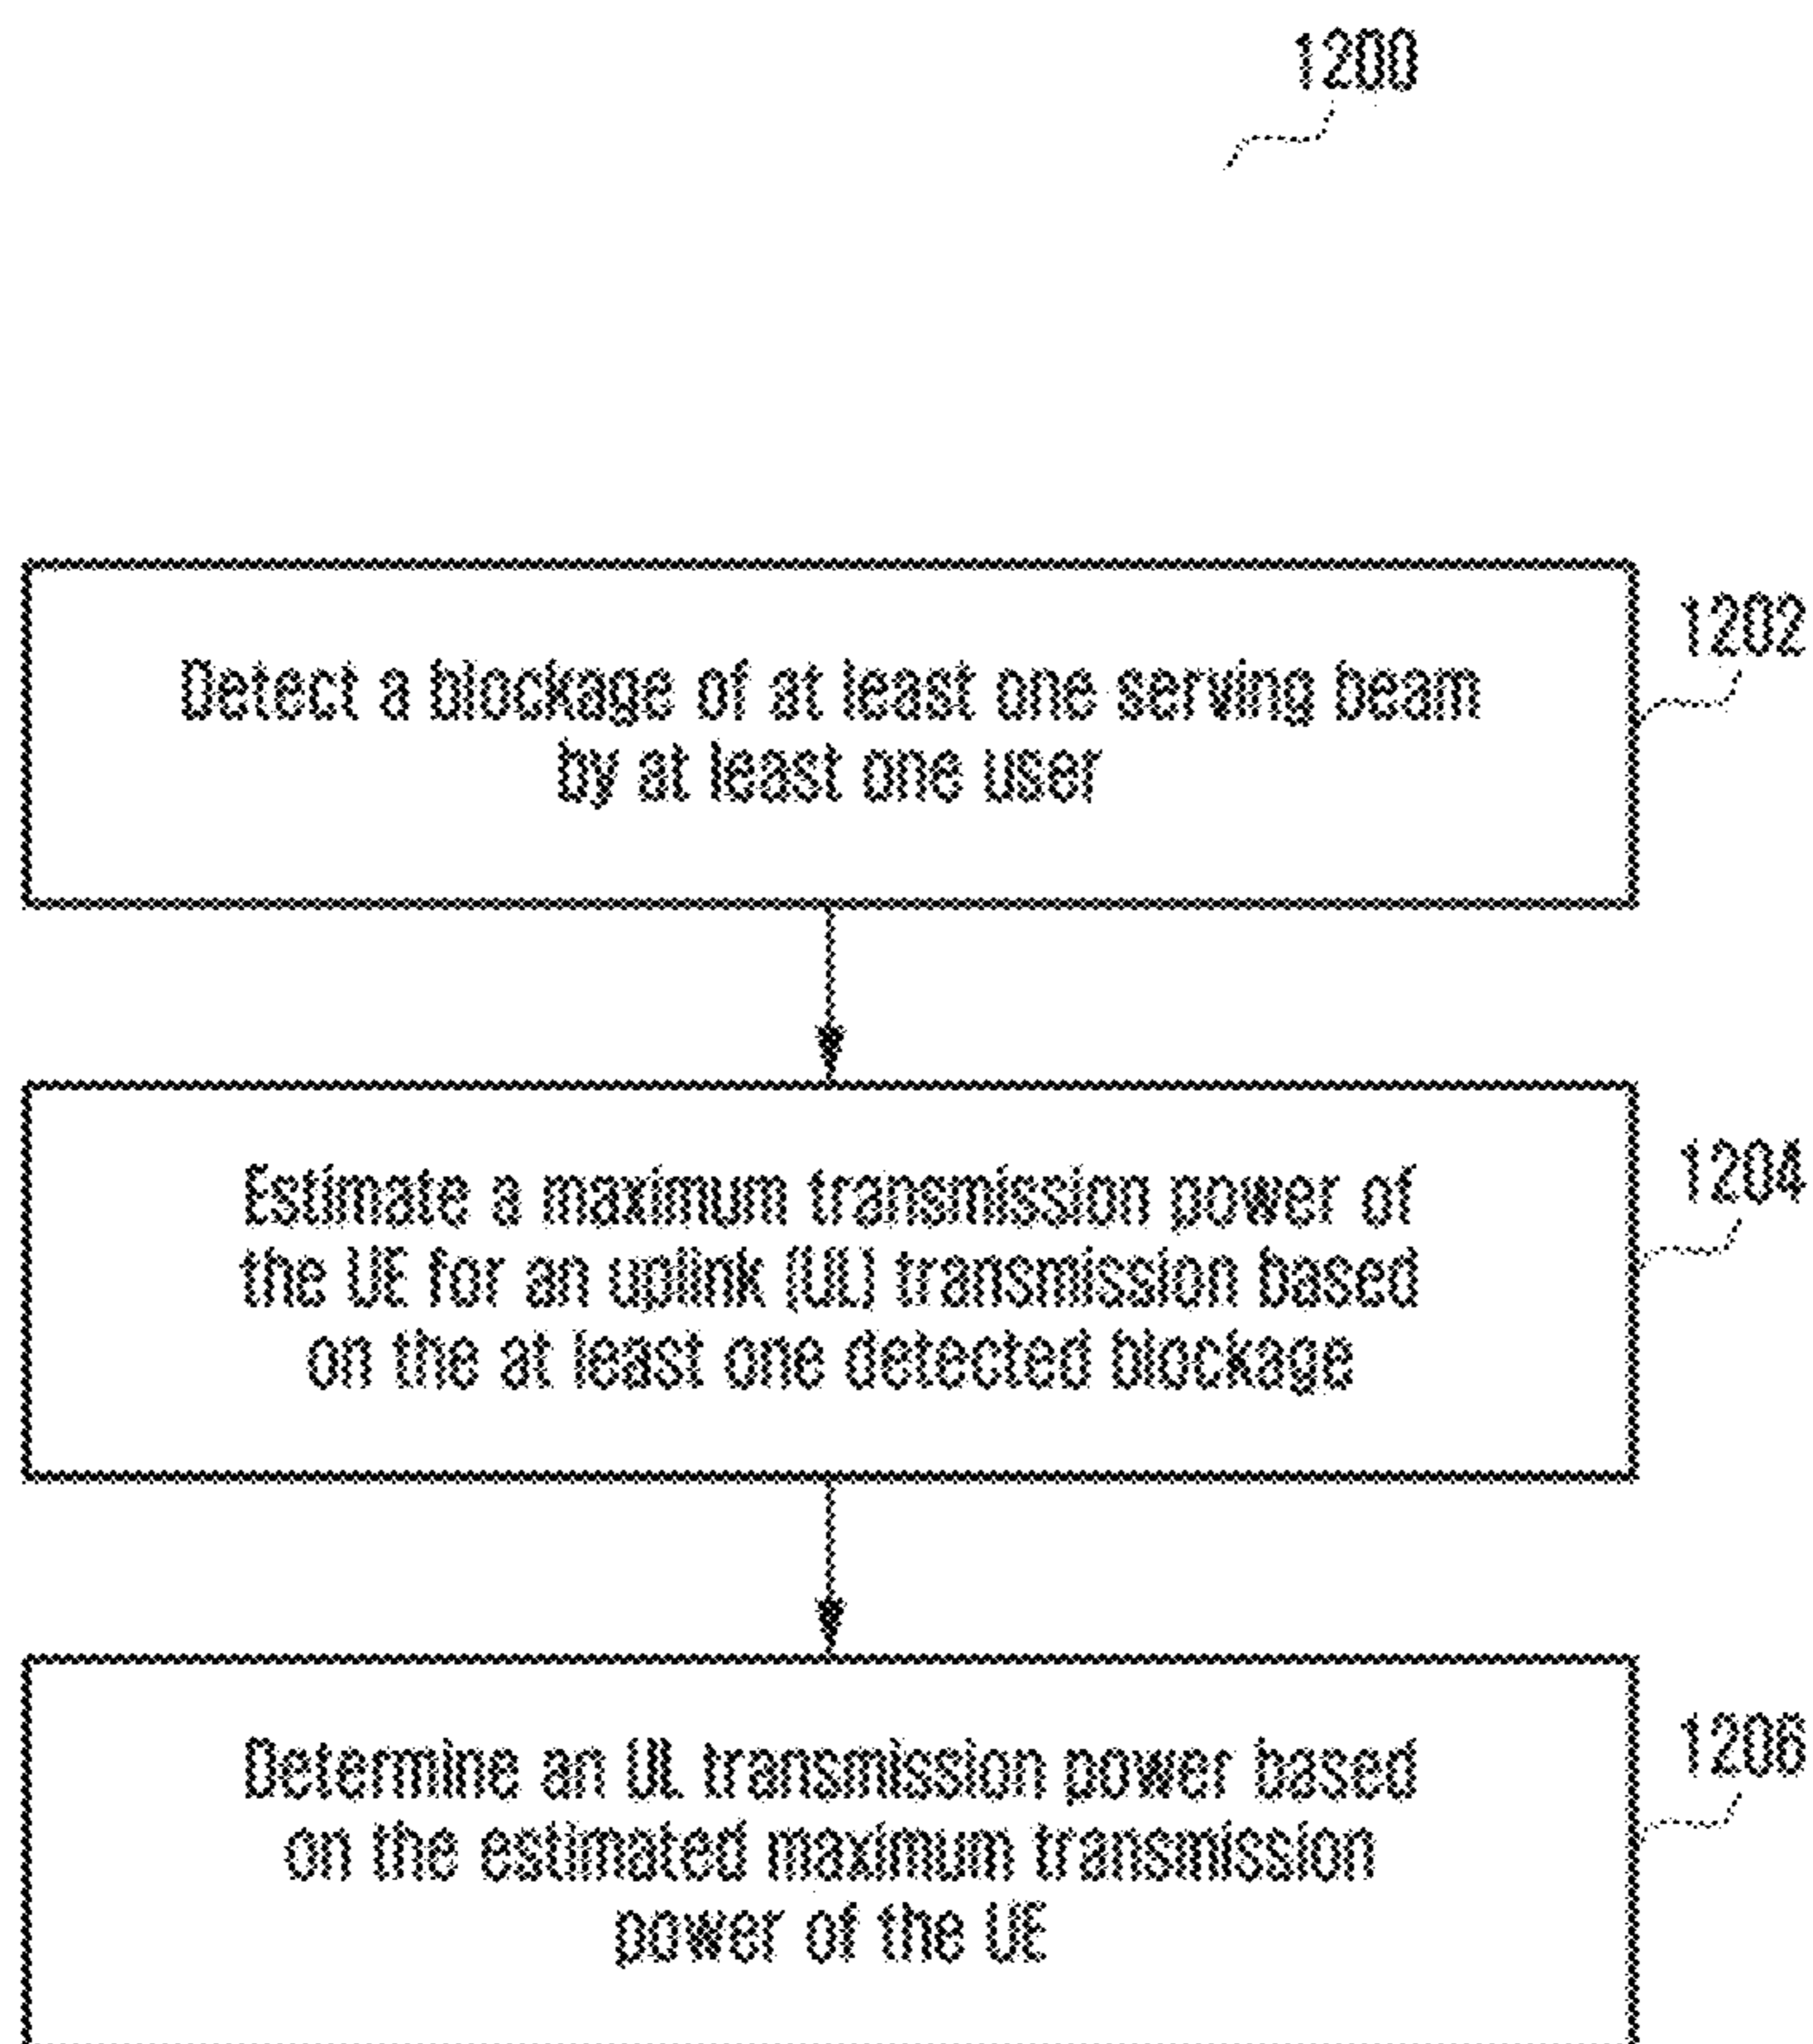 1200
Detect a blockage of at least one serving beam
1202
by at least one user
Estimate a maximum transmission power of
1204
the UE for an uplink (UL) transmission based
on the at least one detected blockage
Determine an UL transmission power based
1206
on the estimated maximum transmission
power of the UE